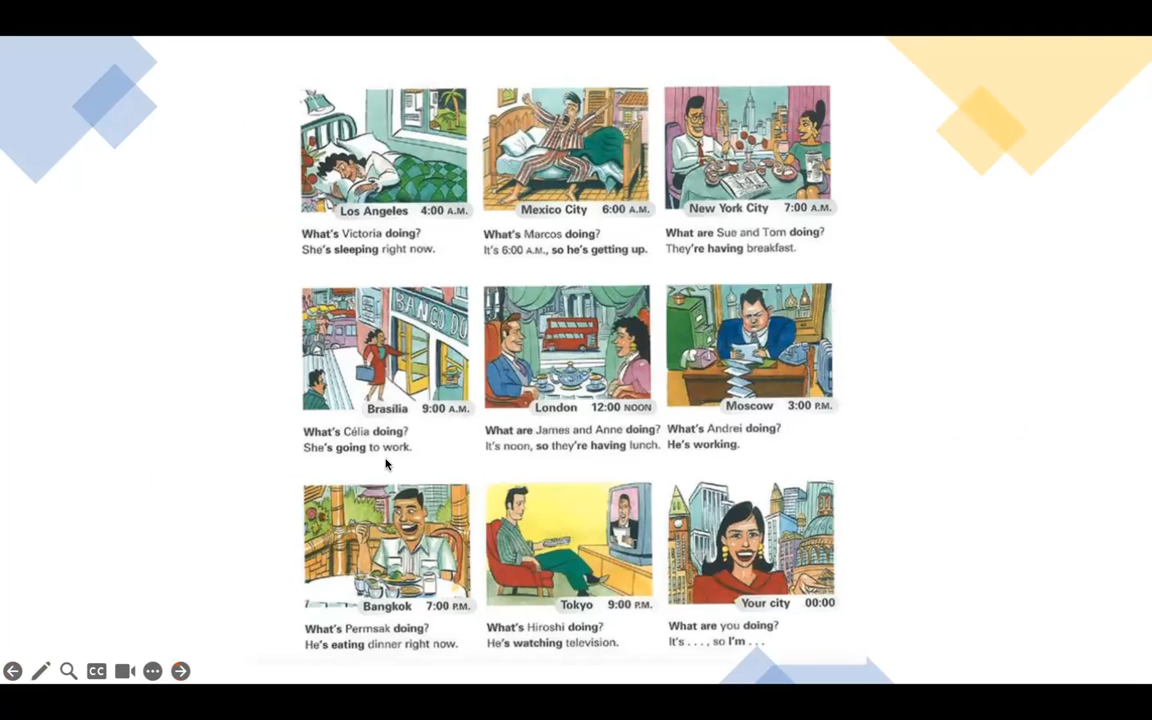 Los Angeles 4:00 A.M.
What's Victoria doing?
She's sleeping right now.
Mexico City 6:00 A.M.
What's Marcos doing?
It's 6:00 A.M., so he's getting up.
New York City 7:00 A.M.
What are Sue and Tom doing?
They're having breakfast.
BANCO DU
Brasília 9:00 A.M.
What's Célia doing?
She's going to work.
London 12:00 NOON
What are James and Anne doing?
It's noon, so they're having lunch.
Moscow 3:00 P.M.
What's Andrei doing?
He's working.
Bangkok 7:00 P.M.
What's Permsak doing?
He's eating dinner right now.
Tokyo 9:00 P.M.
What's Hiroshi doing?
He's watching television.
Your city 00:00
What are you doing?
It's . . . , so I'm . . .
CC